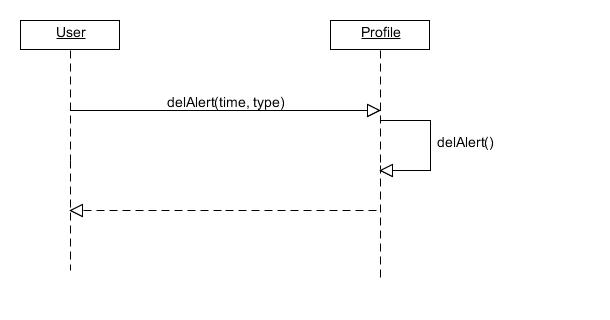 User
Profile
delAlert(time, type)
delAlert()